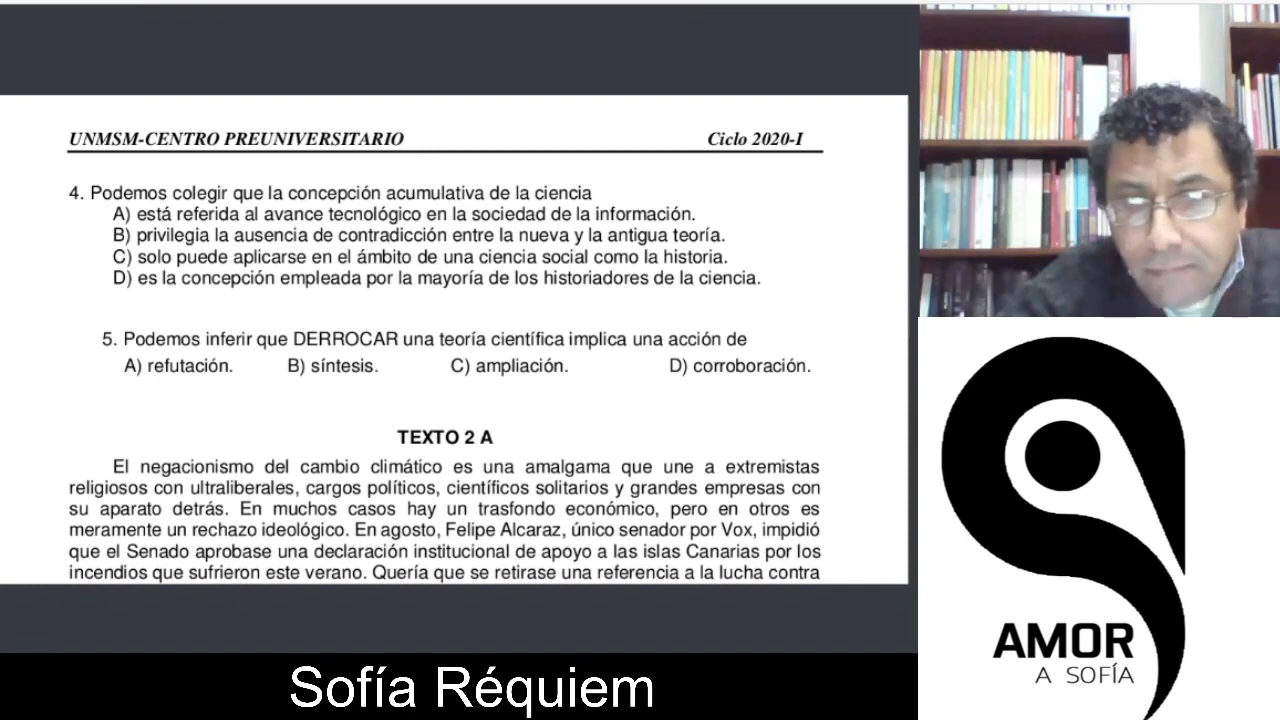 UNMSM-CENTRO PREUNIVERSITARIO Ciclo 2020-I
4. Podemos colegir que la concepción acumulativa de la ciencia
A) está referida al avance tecnológico en la sociedad de la información.
B) privilegia la ausencia de contradicción entre la nueva y la antigua teoría.
C) solo puede aplicarse en el ámbito de una ciencia social como la historia.
D) es la concepción empleada por la mayoría de los historiadores de la ciencia.
5. Podemos inferir que DERROCAR una teoría científica implica una acción de
A) refutación. B) síntesis. C) ampliación. D) corroboración.
TEXTO 2 A
El negacionismo del cambio climático es una amalgama que une a extremistas
religiosos con ultraliberales, cargos políticos, científicos solitarios y grandes empresas con
su aparato detrás. En muchos casos hay un trasfondo económico, pero en otros es
meramente un rechazo ideológico. En agosto, Felipe Alcaraz, único senador por Vox, impidió
que el Senado aprobase una declaración institucional de apoyo a las islas Canarias por los
incendios que sufrieron este verano. Quería que se retirase una referencia a la lucha contra
Sofía Réquiem
AMOR
A SOFÍA